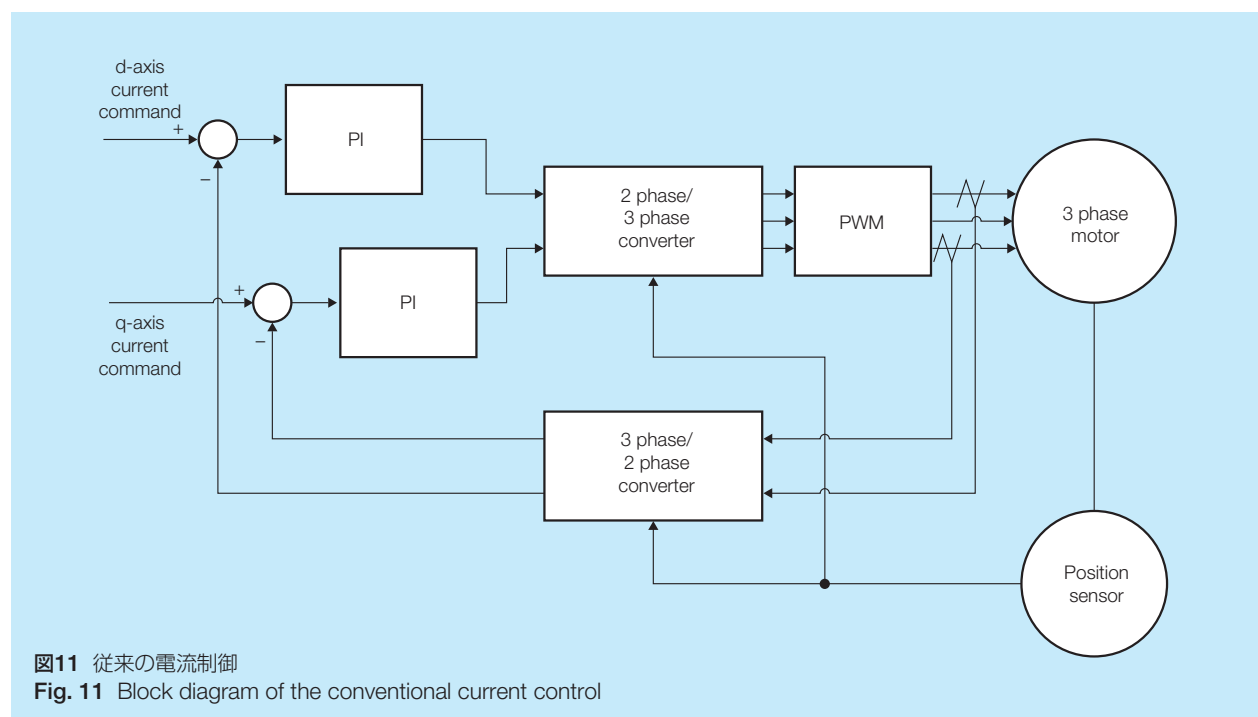 d-axis
current
command
+
−
PI
2 phase/
3 phase
converter
PWM
3 phase
motor
+
−
PI
q-axis
current
command
3 phase/
2 phase
converter
Position
sensor
図11 従来の電流制御
Fig. 11 Block diagram of the conventional current control